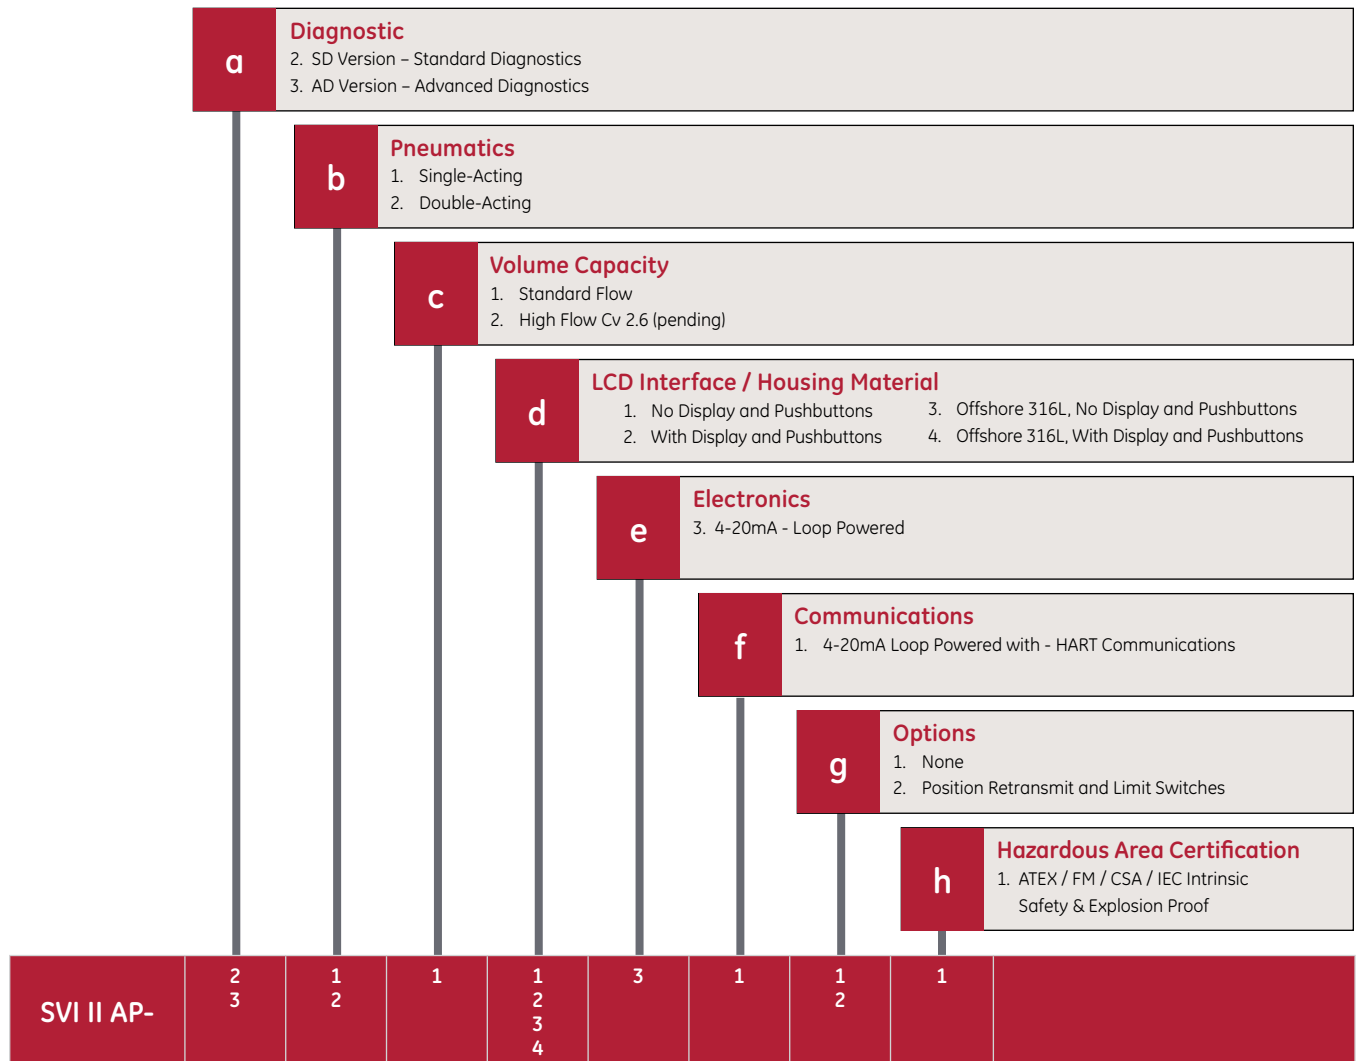 a
Diagnostic
2. SD Version – Standard Diagnostics
3. AD Version – Advanced Diagnostics
b
Pneumatics
1. Single-Acting
2. Double-Acting
c
Volume Capacity
1. Standard Flow
2. High Flow Cv 2.6 (pending)
d
LCD Interface / Housing Material
1. No Display and Pushbuttons
2. With Display and Pushbuttons
3. Offshore 316L, No Display and Pushbuttons
4. Offshore 316L, With Display and Pushbuttons
e
Electronics
3. 4-20mA - Loop Powered
f
Communications
1. 4-20mA Loop Powered with - HART Communications
g
Options
1. None
2. Position Retransmit and Limit Switches
h
Hazardous Area Certification
1. ATEX / FM / CSA / IEC Intrinsic
Safety & Explosion Proof
SVI II AP-
2
3
1
2
1
1
2
3
4
3
1
1
2
1